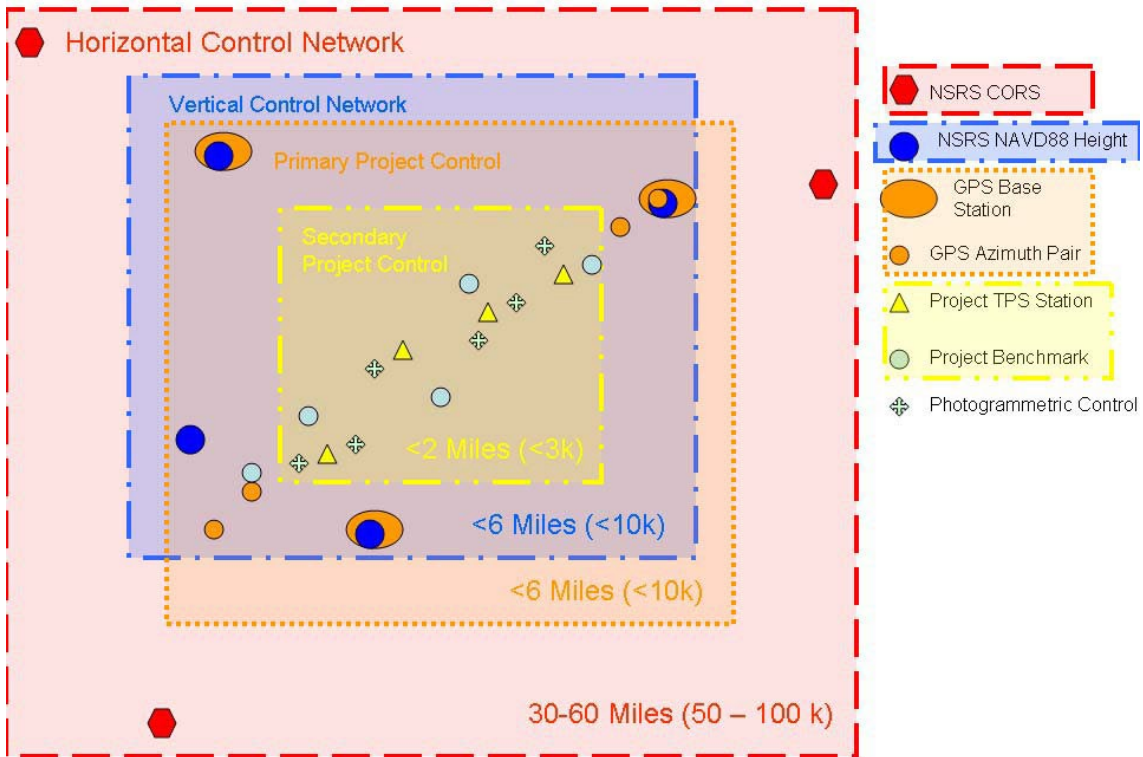 Horizontal Control Network
Vertical Control Network
Primary Project Control
Secondary
Project Control
<2 Miles (<3k)
<6 Miles (<10k)
<6 Miles (<10k)
30-60 Miles (50 – 100 k)
NSRS CORS
NSRS NAVD88 Height
GPS Base
Station
GPS Azimuth Pair
Project TPS Station
Project Benchmark
Photogrammetric Control